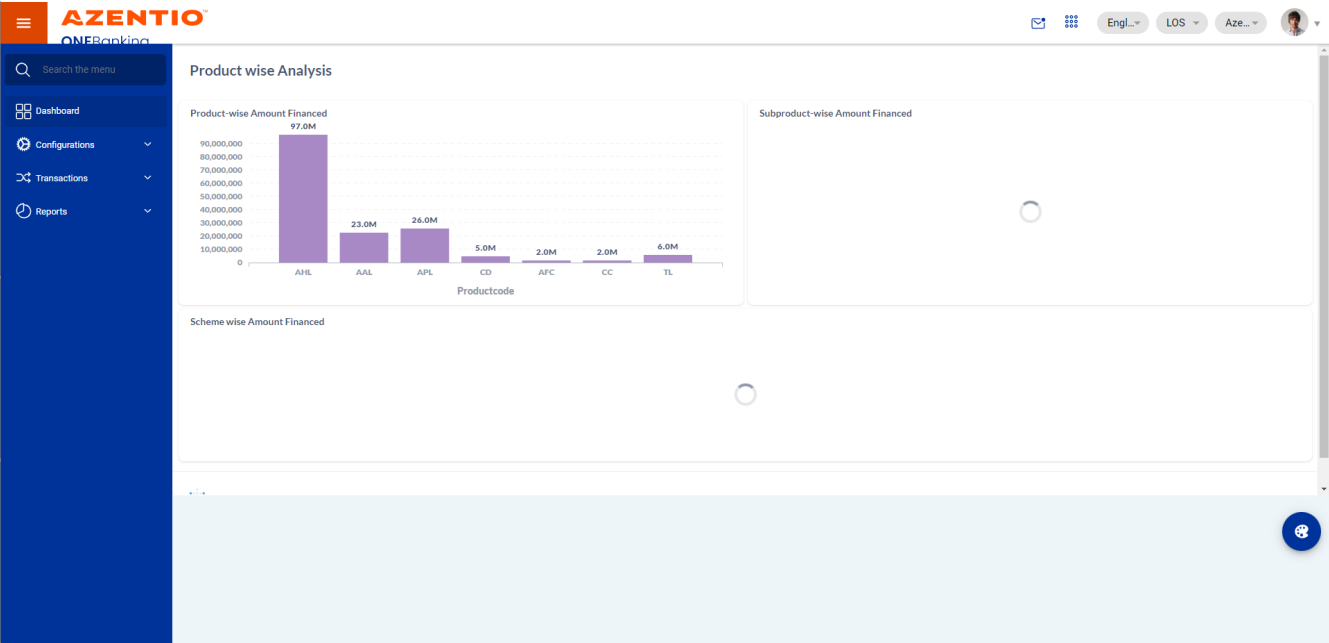 AZENTIO™
ONEBanking
Engl...
LOS
Aze...
Search the menu
Dashboard
Configurations
Transactions
Reports
Product wise Analysis
Product-wise Amount Financed
97.0M
90,000,000
80,000,000
70,000,000
60,000,000
50,000,000
40,000,000
30,000,000
20,000,000
10,000,000
0
23.0M
26.0M
5.0M
2.0M
2.0M
6.0M
AHL AAL APL CD AFC CC TL
Productcode
Subproduct-wise Amount Financed
Scheme wise Amount Financed